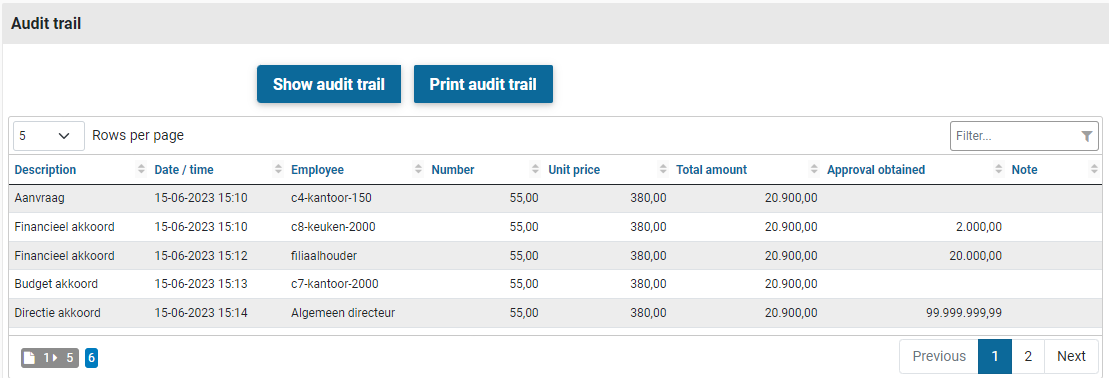 Audit trail
Show audit trail Print audit trail
5 Rows per page Filter...
Description Date / time Employee Number Unit price Total amount Approval obtained Note
Aanvraag 15-06-2023 15:10 c4-kantoor-150 55,00 380,00 20.900,00
Financieel akkoord 15-06-2023 15:10 c8-keuken-2000 55,00 380,00 20.900,00 2.000,00
Financieel akkoord 15-06-2023 15:12 filiaalhouder 55,00 380,00 20.900,00 20.000,00
Budget akkoord 15-06-2023 15:13 c7-kantoor-2000 55,00 380,00 20.900,00
Directie akkoord 15-06-2023 15:14 Algemeen directeur 55,00 380,00 20.900,00 99.999.999,99
1 5 6 Previous 1 2 Next